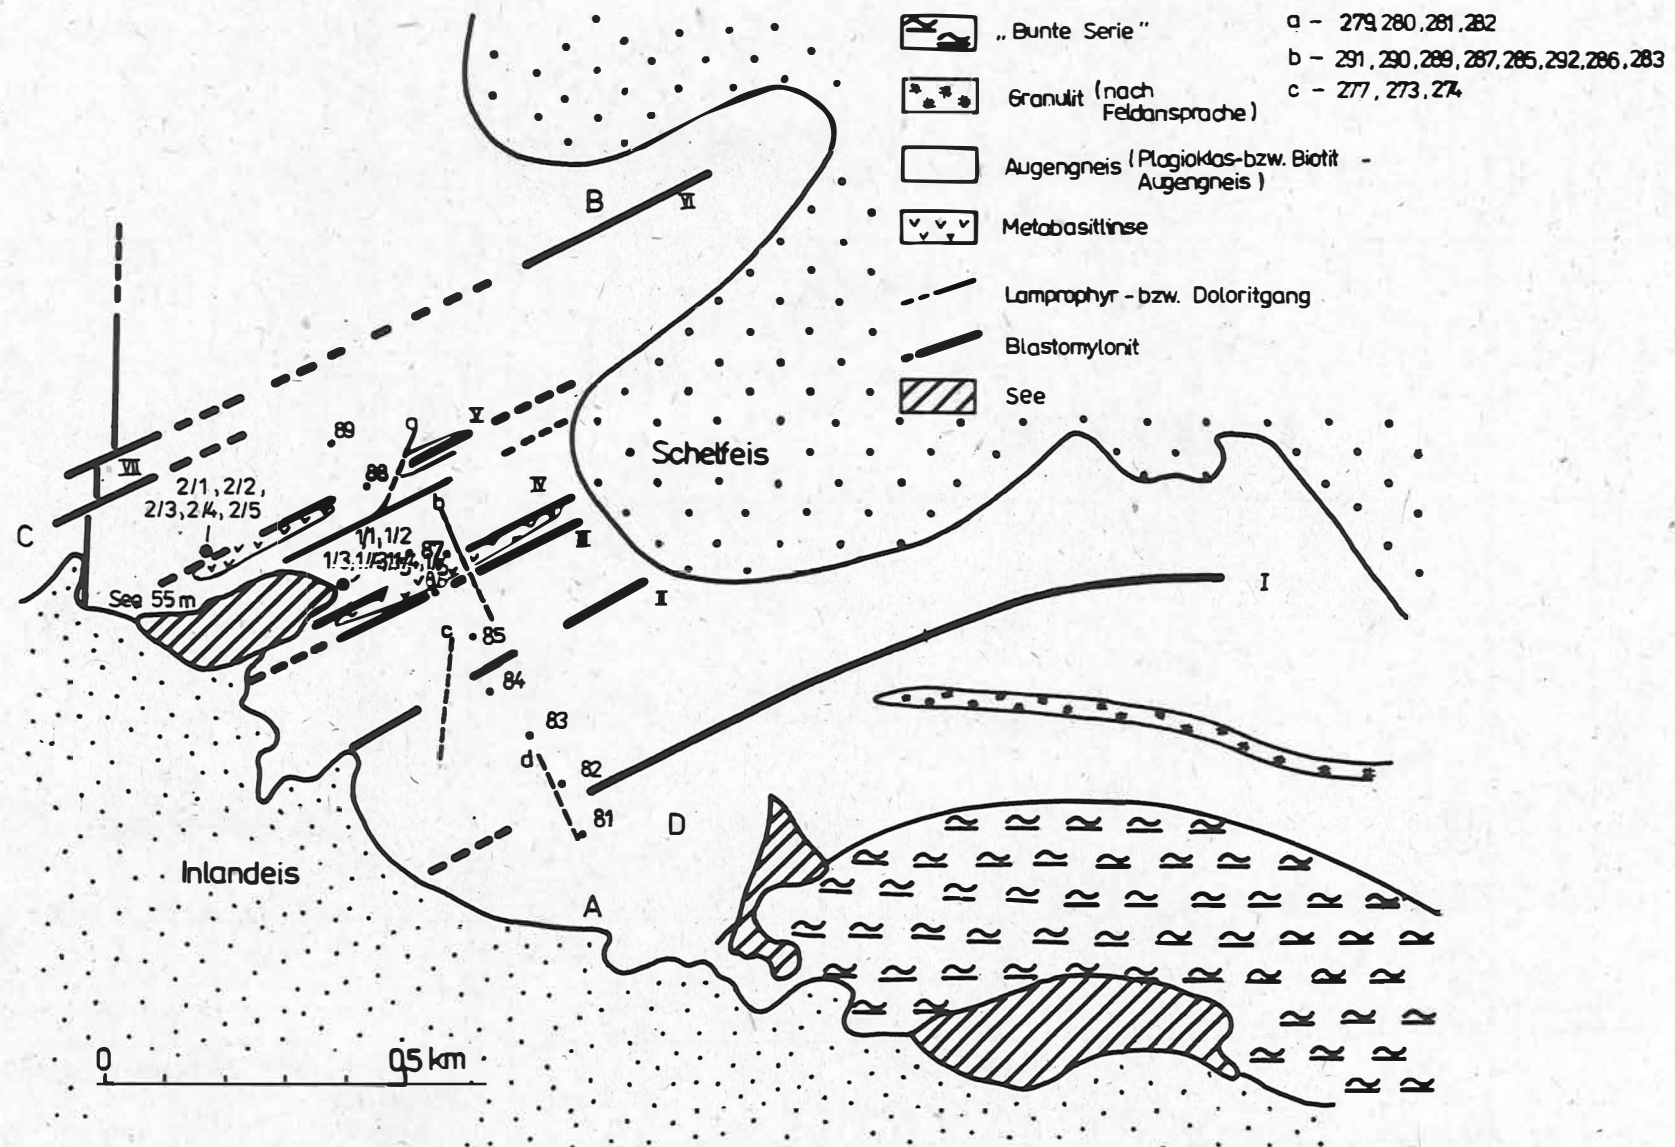 „Bunte Serie"
Granulit (nach
Feldansprache)
Augengneis (Plagioklas-bzw. Biotit -
Augengneis)
Metabasitlinse
Lamprophyr - bzw. Doloritgang
Blastomylonit
See
a - 279, 280, 281, 282
b - 291, 290, 289, 287, 285, 292, 286, 283
c - 277, 273, 274
B
VI
V
a
89
88
VII
2/1, 2/2,
2/3, 2/4, 2/5
C
b
IV
III
Schelfeis
1/1, 1/2
87
See 55 m
II
I
c
85
84
83
d
82
81
D
A
Inlandeis
0
0,5 km